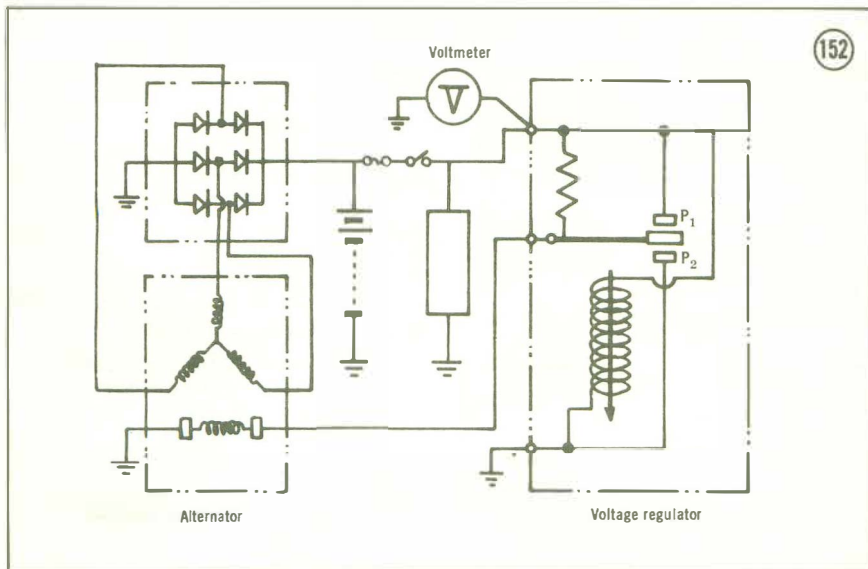 152
Voltmeter
V
P1
P2
Alternator
Voltage regulator